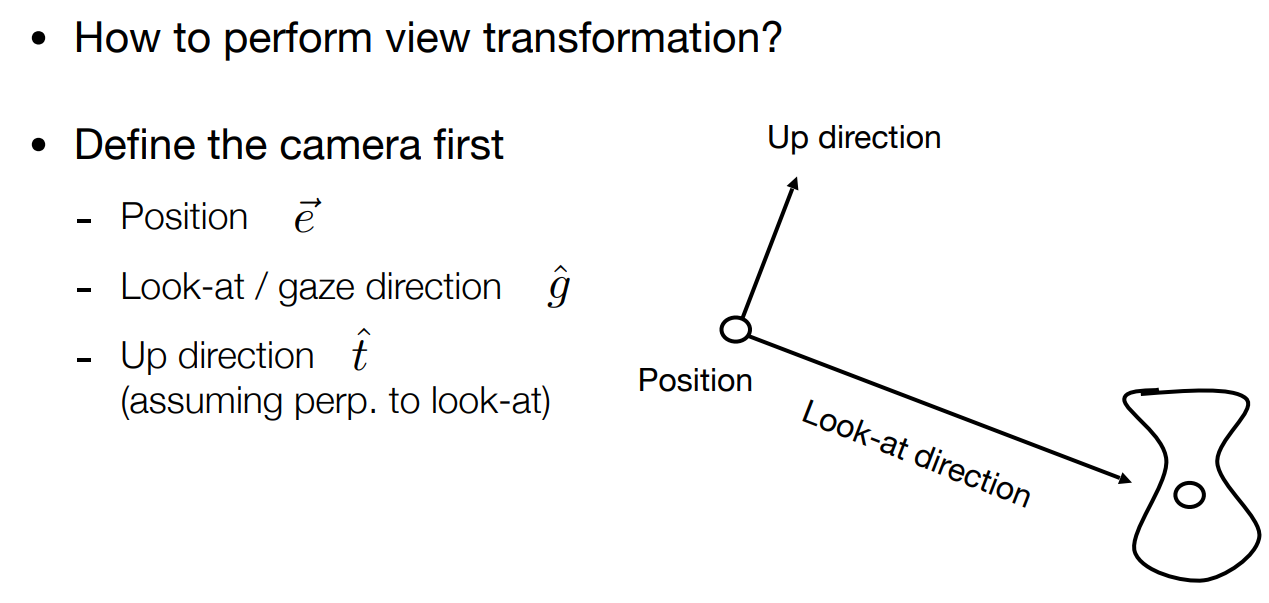 • How to perform view transformation?
• Define the camera first
- Position $\vec{e}$
- Look-at / gaze direction $\hat{g}$
- Up direction $\hat{t}$
(assuming perp. to look-at)
Up direction
Position
Look-at direction